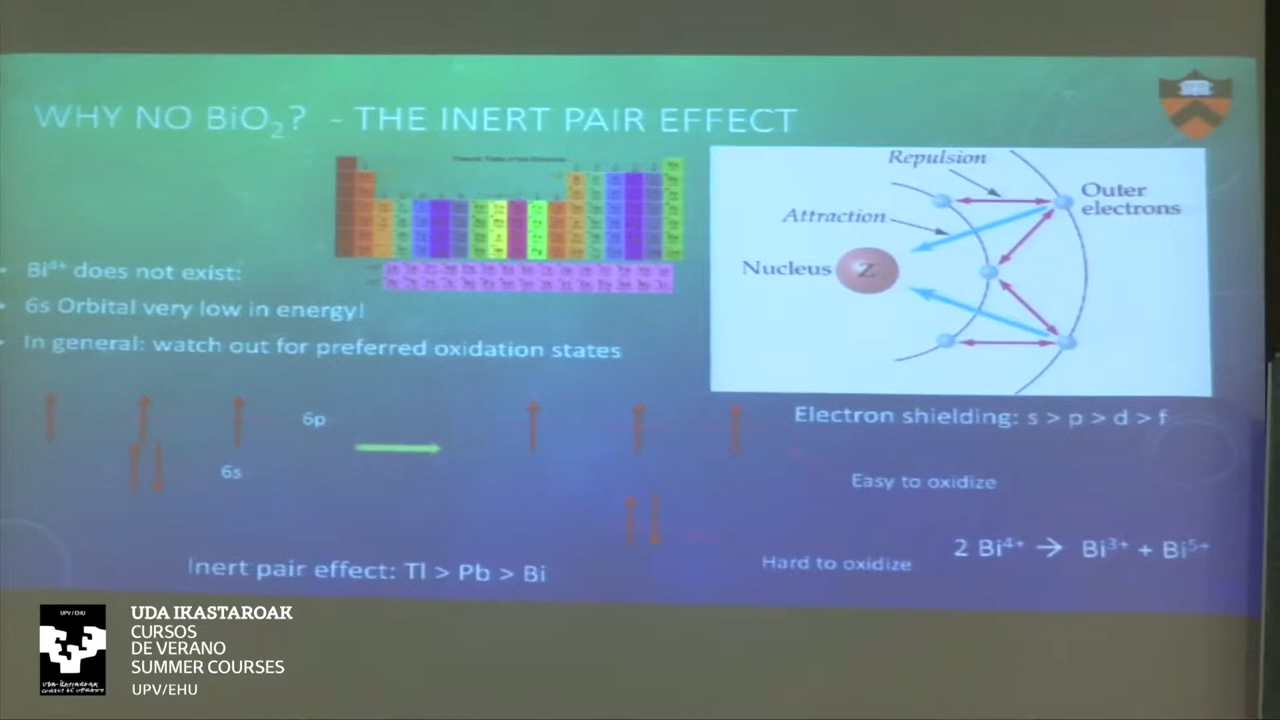 WHY NO BiO₂? - THE INERT PAIR EFFECT
Repulsion
Outer
electrons
Attraction
Nucleus
Z
Bi⁴⁺ does not exist:
6s Orbital very low in energy!
In general: watch out for preferred oxidation states
6p
6s
Electron shielding: s > p > d > f
Easy to oxidize
2 Bi⁴⁺ → Bi³⁺ + Bi⁵⁺
Hard to oxidize
Inert pair effect: Tl > Pb > Bi
UPV / EHU
UDA IKASTAROAK
CURSOS
DE VERANO
SUMMER COURSES
UPV/EHU